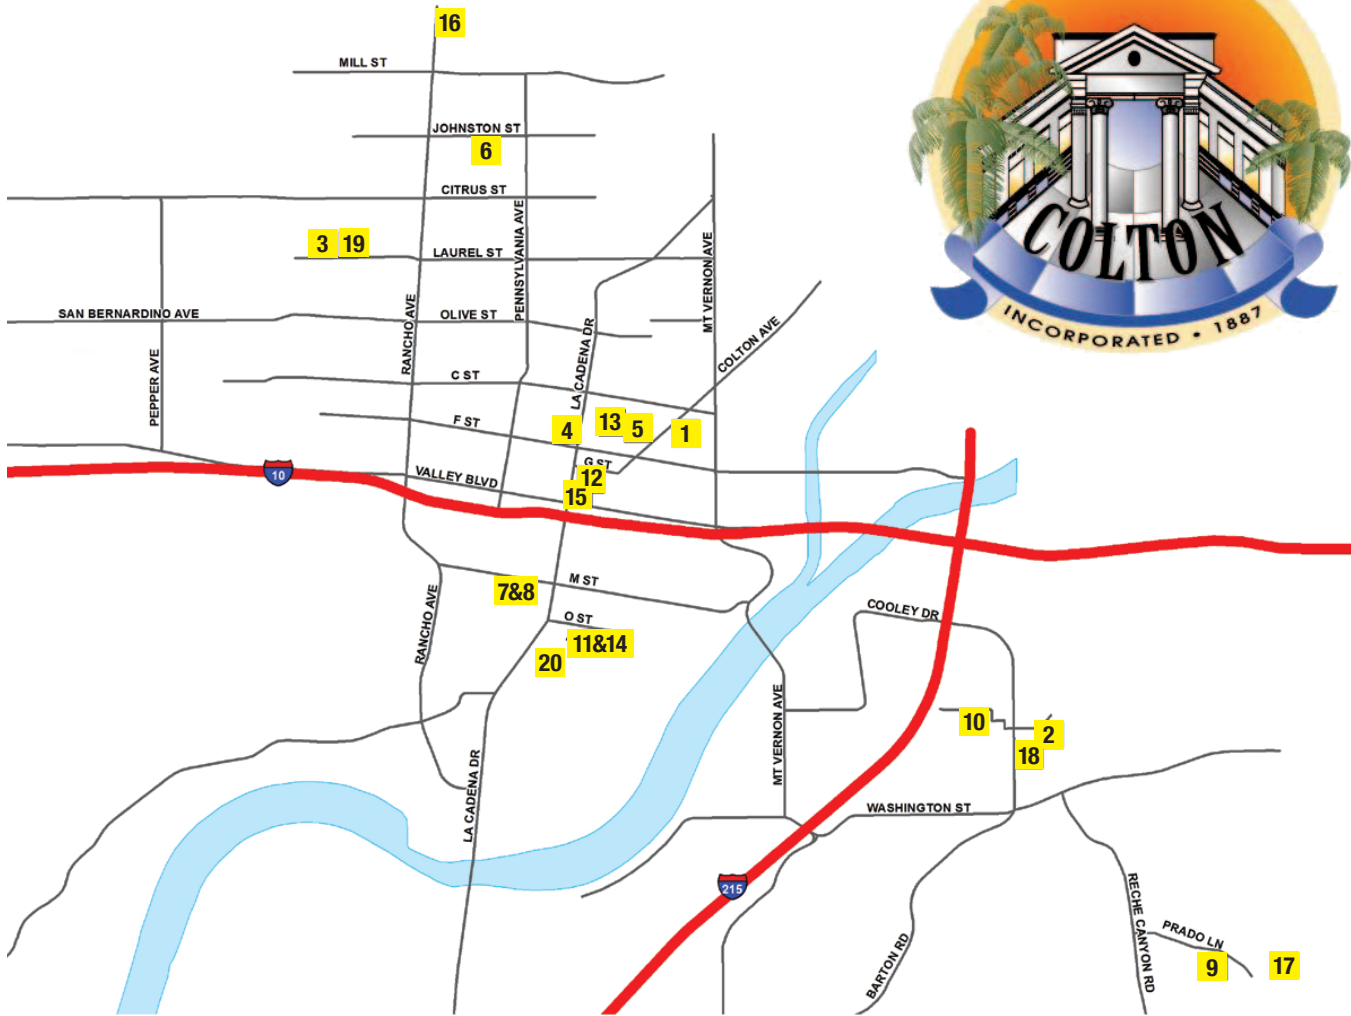 16
MILL ST
JOHNSTON ST
6
CITRUS ST
3 19
LAUREL ST
PENNSYLVANIA AVE
MT VERNON AVE
COLTON
INCORPORATED • 1887
SAN BERNARDINO AVE
OLIVE ST
RANCHO AVE
PEPPER AVE
LA CADENA DR
COLTON AVE
C ST
F ST
4
13
5
1
G ST
12
15
10
VALLEY BLVD
M ST
7&8
O ST
11&14
20
RANCHO AVE
COOLEY DR
MT VERNON AVE
10
2
18
LA CADENA DR
WASHINGTON ST
215
RECHE CANYON RD
PRADO LN
BARTON RD
9
17